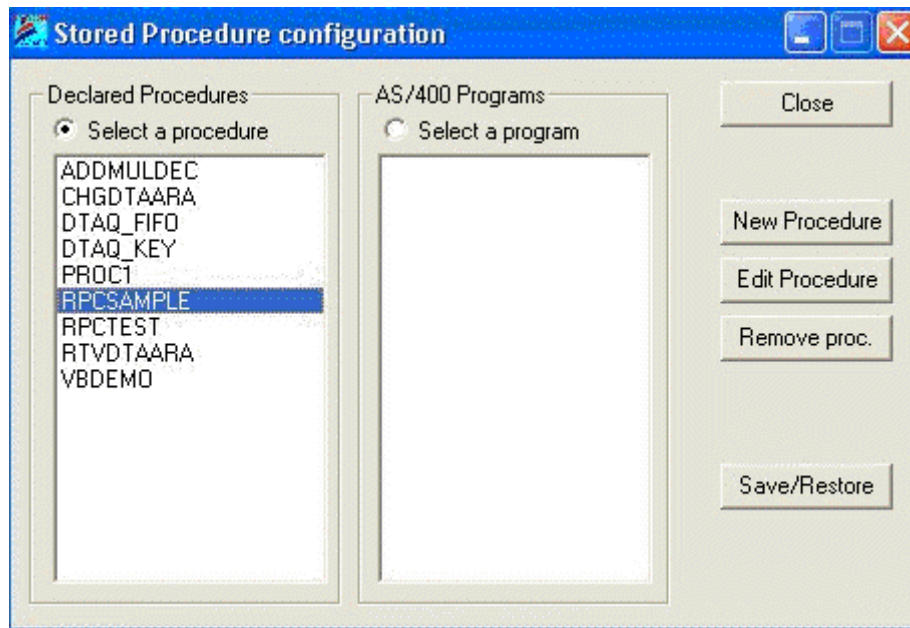 Stored Procedure configuration
Declared Procedures
Select a procedure
ADDMULDEC
CHGDTAARA
DTAQ_FIFO
DTAQ_KEY
PROC1
RPCSAMPLE
RPCTEST
RTVDTAARA
VBDEMO
AS/400 Programs
Select a program
Close
New Procedure
Edit Procedure
Remove proc.
Save/Restore